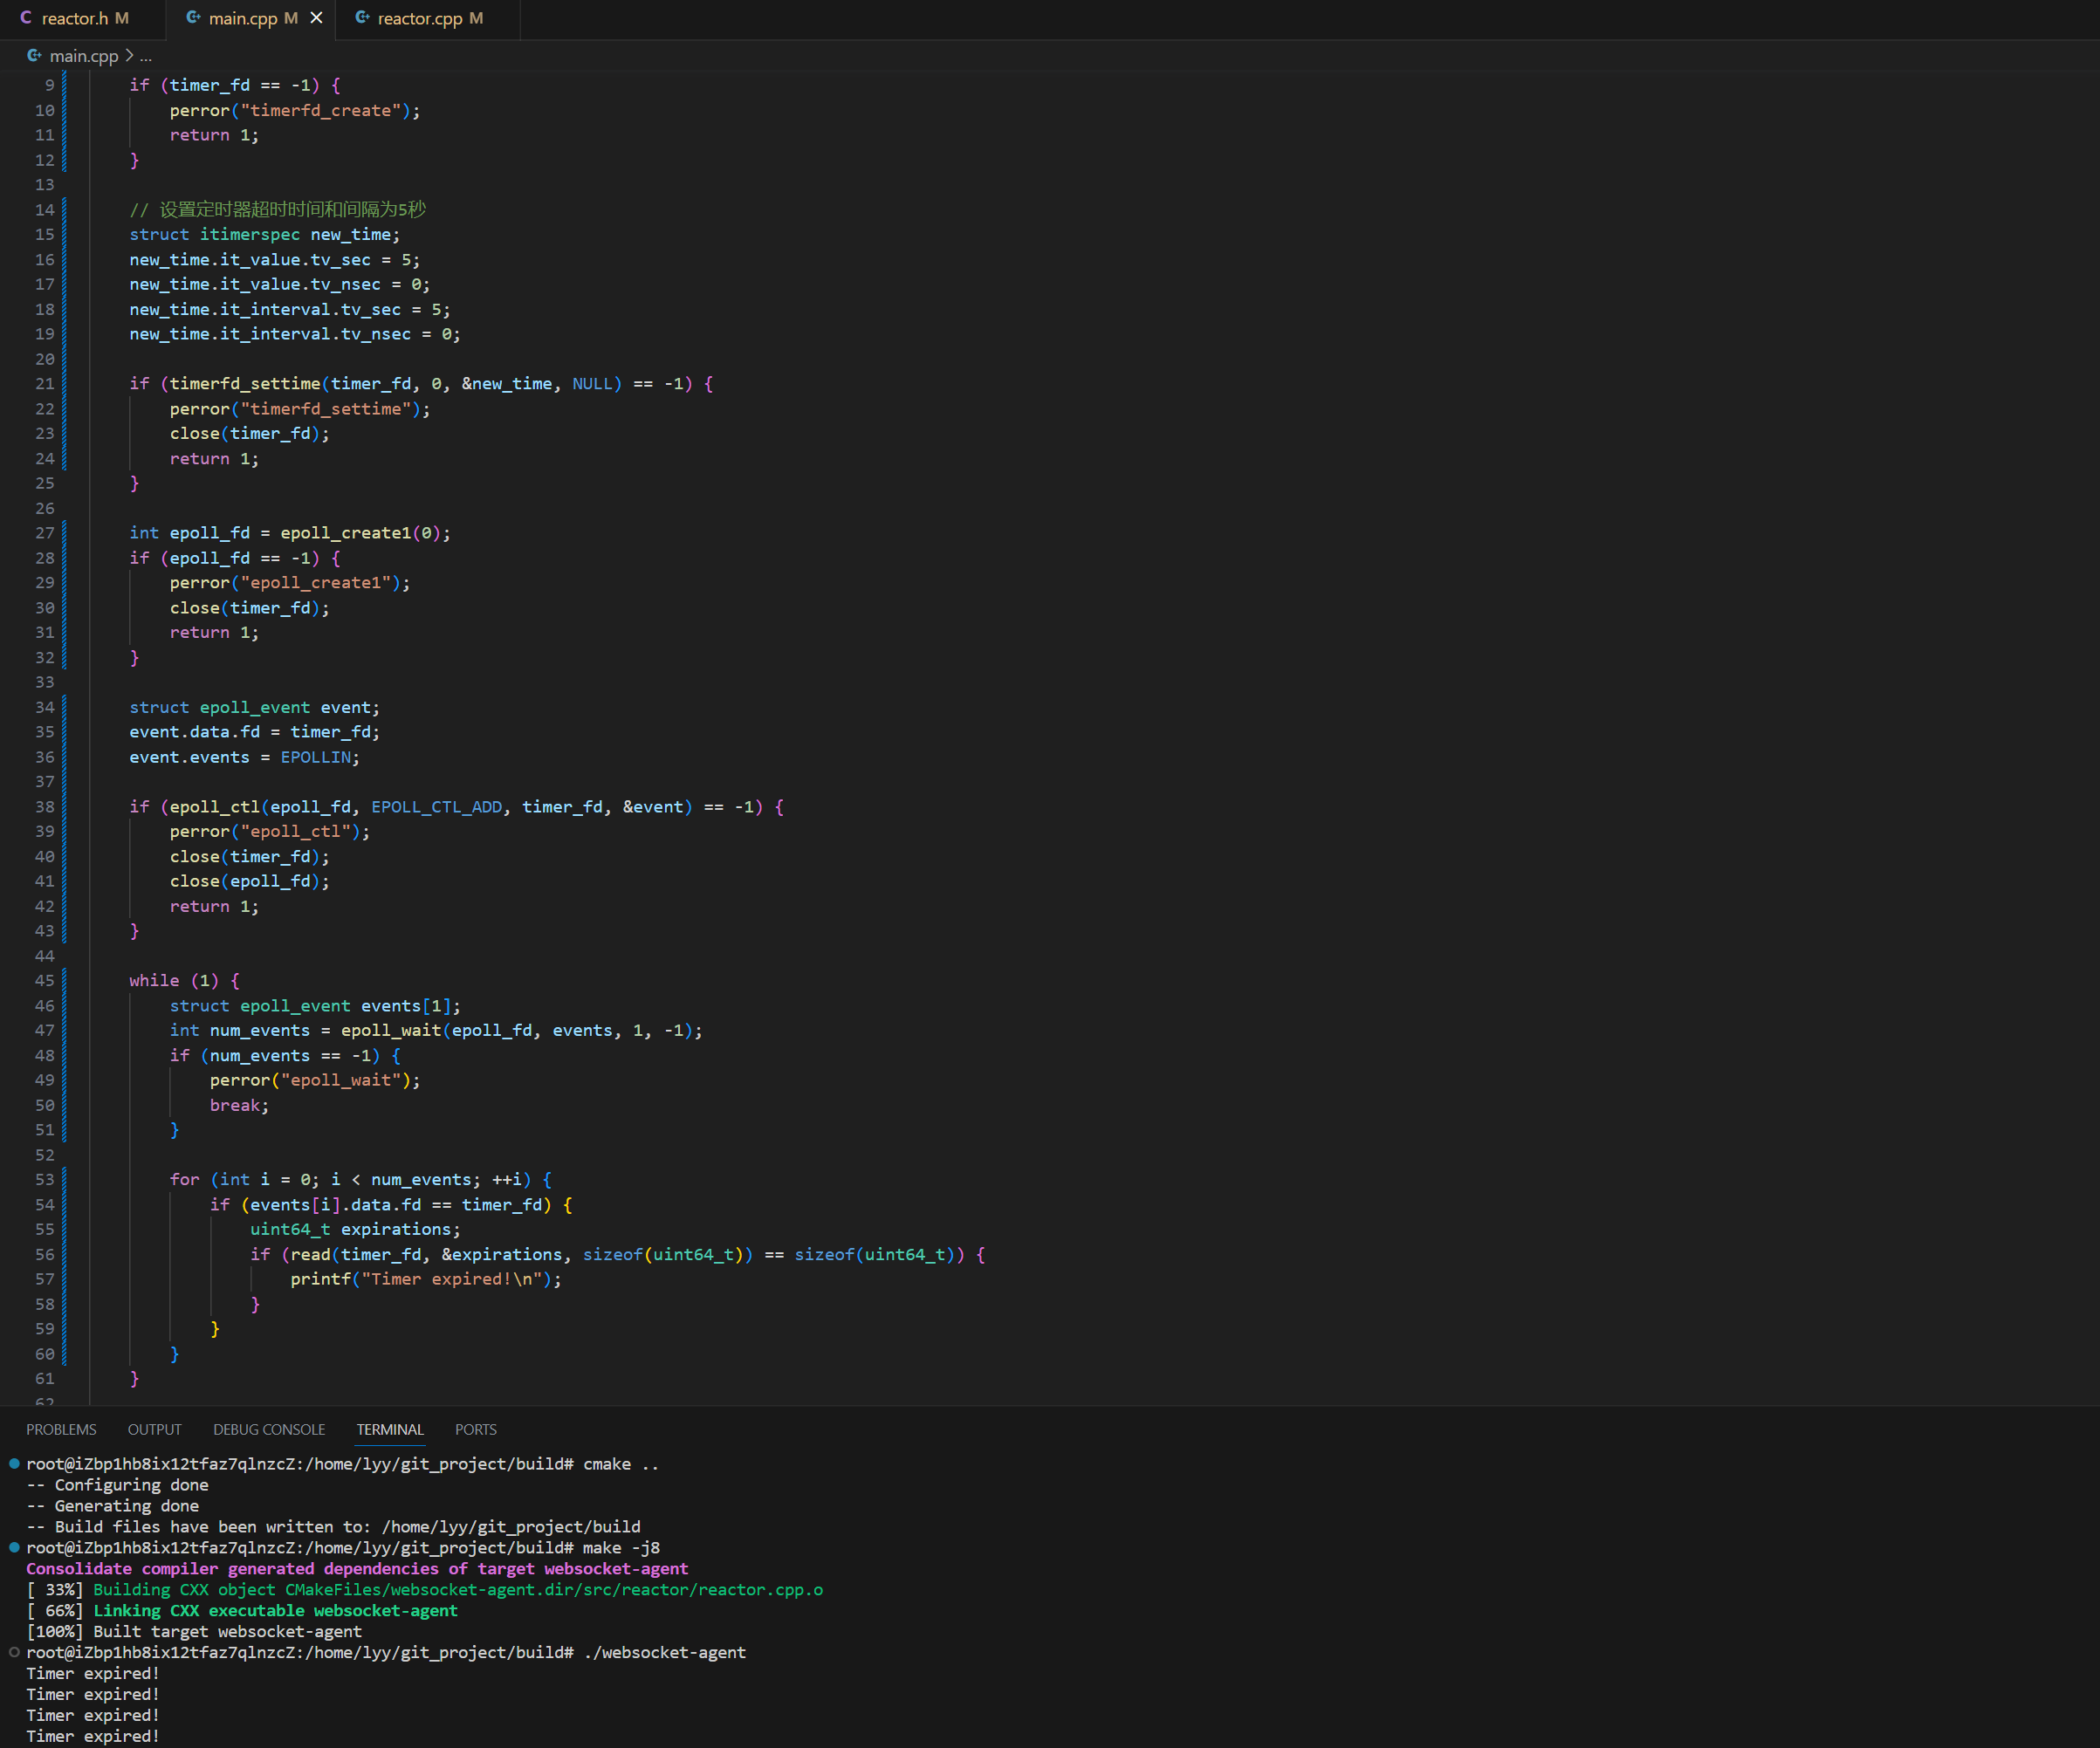 reactor.h M
main.cpp M
reactor.cpp M
main.cpp > ...
9 if (timer_fd == -1) {
10 perror("timerfd_create");
11 return 1;
12 }
13
14 // 设置定时器超时时间和间隔为5秒
15 struct itimerspec new_time;
16 new_time.it_value.tv_sec = 5;
17 new_time.it_value.tv_nsec = 0;
18 new_time.it_interval.tv_sec = 5;
19 new_time.it_interval.tv_nsec = 0;
20
21 if (timerfd_settime(timer_fd, 0, &new_time, NULL) == -1) {
22 perror("timerfd_settime");
23 close(timer_fd);
24 return 1;
25 }
26
27 int epoll_fd = epoll_create1(0);
28 if (epoll_fd == -1) {
29 perror("epoll_create1");
30 close(timer_fd);
31 return 1;
32 }
33
34 struct epoll_event event;
35 event.data.fd = timer_fd;
36 event.events = EPOLLIN;
37
38 if (epoll_ctl(epoll_fd, EPOLL_CTL_ADD, timer_fd, &event) == -1) {
39 perror("epoll_ctl");
40 close(timer_fd);
41 close(epoll_fd);
42 return 1;
43 }
44
45 while (1) {
46 struct epoll_event events[1];
47 int num_events = epoll_wait(epoll_fd, events, 1, -1);
48 if (num_events == -1) {
49 perror("epoll_wait");
50 break;
51 }
52
53 for (int i = 0; i < num_events; ++i) {
54 if (events[i].data.fd == timer_fd) {
55 uint64_t expirations;
56 if (read(timer_fd, &expirations, sizeof(uint64_t)) == sizeof(uint64_t)) {
57 printf("Timer expired!\n");
58 }
59 }
60 }
61 }
62
PROBLEMS OUTPUT DEBUG CONSOLE TERMINAL PORTS
root@iZbp1hb8ix12tfaz7qlnzcZ:/home/lyy/git_project/build# cmake ..
-- Configuring done
-- Generating done
-- Build files have been written to: /home/lyy/git_project/build
root@iZbp1hb8ix12tfaz7qlnzcZ:/home/lyy/git_project/build# make -j8
Consolidate compiler generated dependencies of target websocket-agent
[ 33%] Building CXX object CMakeFiles/websocket-agent.dir/src/reactor/reactor.cpp.o
[ 66%] Linking CXX executable websocket-agent
[100%] Built target websocket-agent
root@iZbp1hb8ix12tfaz7qlnzcZ:/home/lyy/git_project/build# ./websocket-agent
Timer expired!
Timer expired!
Timer expired!
Timer expired!